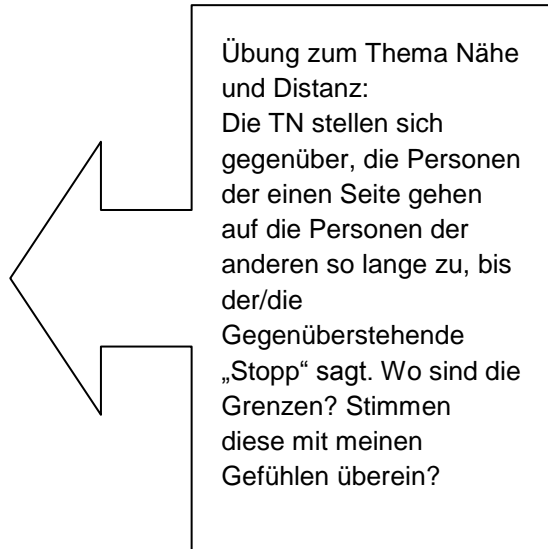 Übung zum Thema Nähe
und Distanz:
Die TN stellen sich
gegenüber, die Personen
der einen Seite gehen
auf die Personen der
anderen so lange zu, bis
der/die
Gegenüberstehende
„Stopp“ sagt. Wo sind die
Grenzen? Stimmen
diese mit meinen
Gefühlen überein?